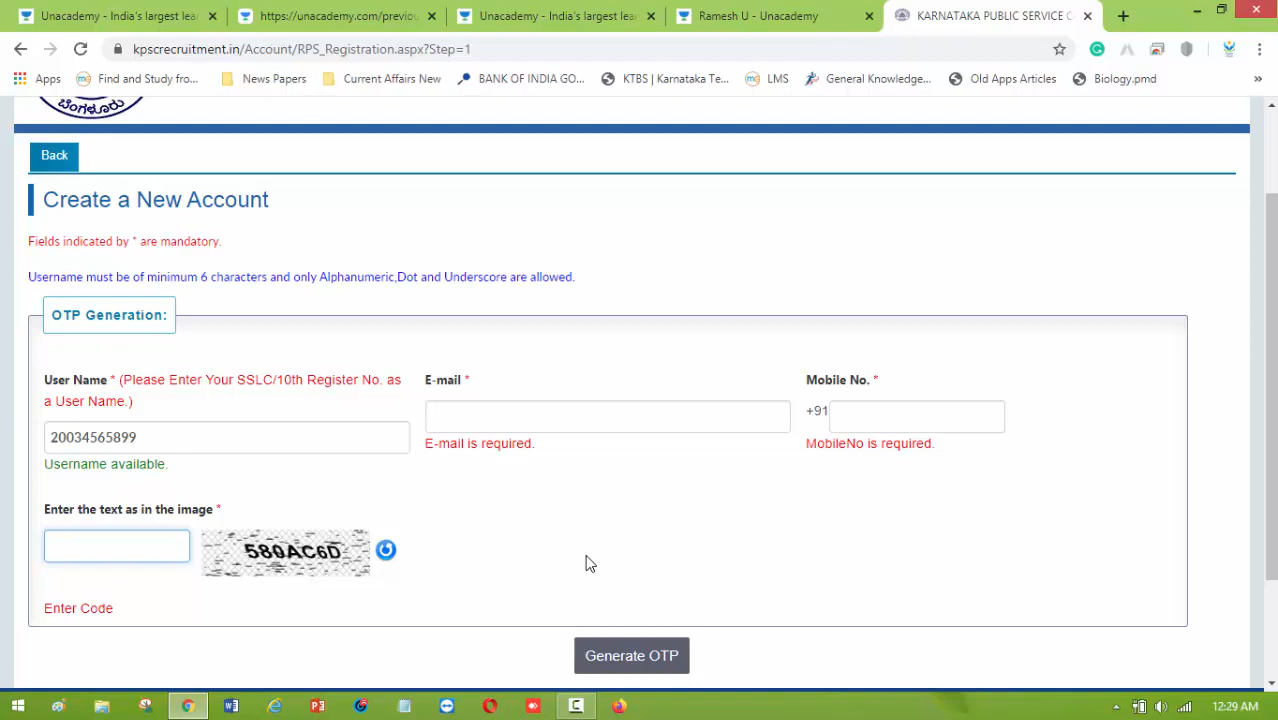 Unacademy - India's largest lea
https://unacademy.com/previou
Unacademy - India's largest lea
Ramesh U - Unacademy
KARNATAKA PUBLIC SERVICE C
kpscrecruitment.in/Account/RPS_Registration.aspx?Step=1
Apps
Find and Study fro...
News Papers
Current Affairs New
BANK OF INDIA GO...
KTBS | Karnataka Te...
LMS
General Knowledge...
Old Apps Articles
Biology.pmd
»
ಬೆಂಗಳೂರು
Back
Create a New Account
Fields indicated by * are mandatory.
Username must be of minimum 6 characters and only Alphanumeric,Dot and Underscore are allowed.
OTP Generation:
User Name * (Please Enter Your SSLC/10th Register No. as
a User Name.)
20034565899
Username available.
E-mail *
E-mail is required.
Mobile No. *
+91
MobileNo is required.
Enter the text as in the image *
580AC6D
Enter Code
Generate OTP
12:29 AM